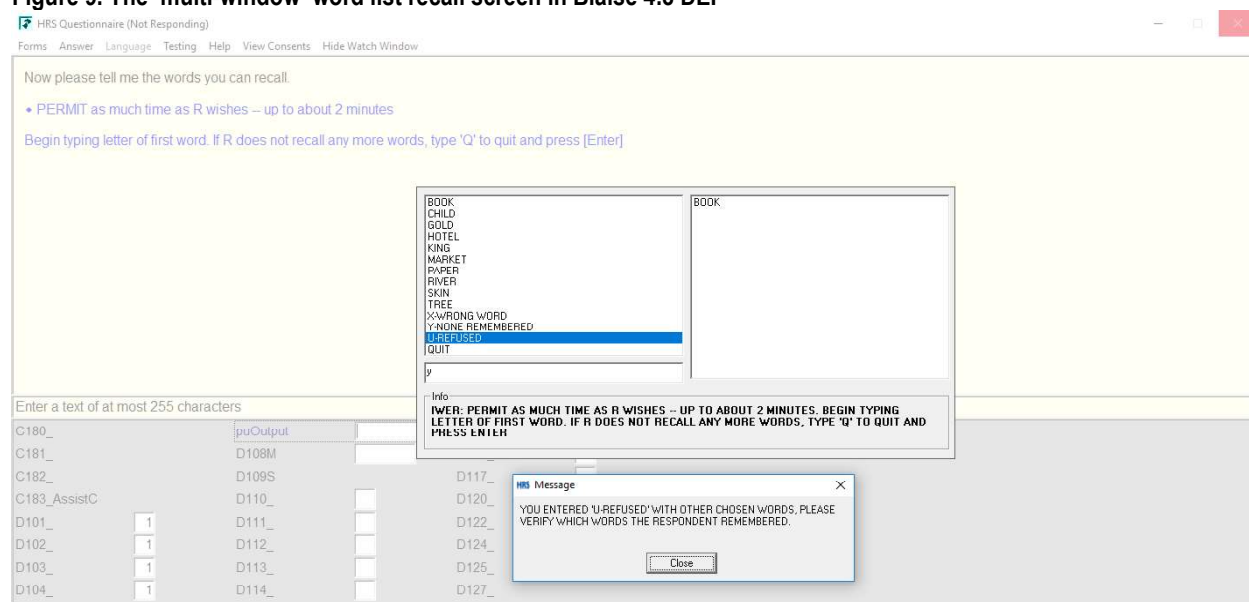 Figure 9. The 'multi-window' word list recall screen in Blaise 4.8 DEP
HRS Questionnaire (Not Responding)
Forms Answer Language Testing Help View Consents Hide Watch Window
Now please tell me the words you can recall.
• PERMIT as much time as R wishes -- up to about 2 minutes
Begin typing letter of first word. If R does not recall any more words, type 'Q' to quit and press [Enter]
BOOK
CHILD
GOLD
HOTEL
KING
MARKET
PAPER
RIVER
SKIN
TREE
X-WRONG WORD
Y-NONE REMEMBERED
U-REFUSED
QUIT
BOOK
y
Info
IWER: PERMIT AS MUCH TIME AS R WISHES -- UP TO ABOUT 2 MINUTES. BEGIN TYPING
LETTER OF FIRST WORD. IF R DOES NOT RECALL ANY MORE WORDS, TYPE 'Q' TO QUIT AND
PRESS ENTER
Enter a text of at most 255 characters
C180_ puOutput
C181_ D108M
C182_ D109S D117_
C183_AssistC D110_ D120_
D101_ 1 D111_ D122_
D102_ 1 D112_ D124_
D103_ 1 D113_ D125_
D104_ 1 D114_ D127_
HRS Message
YOU ENTERED 'U-REFUSED' WITH OTHER CHOSEN WORDS, PLEASE
VERIFY WHICH WORDS THE RESPONDENT REMEMBERED.
Close